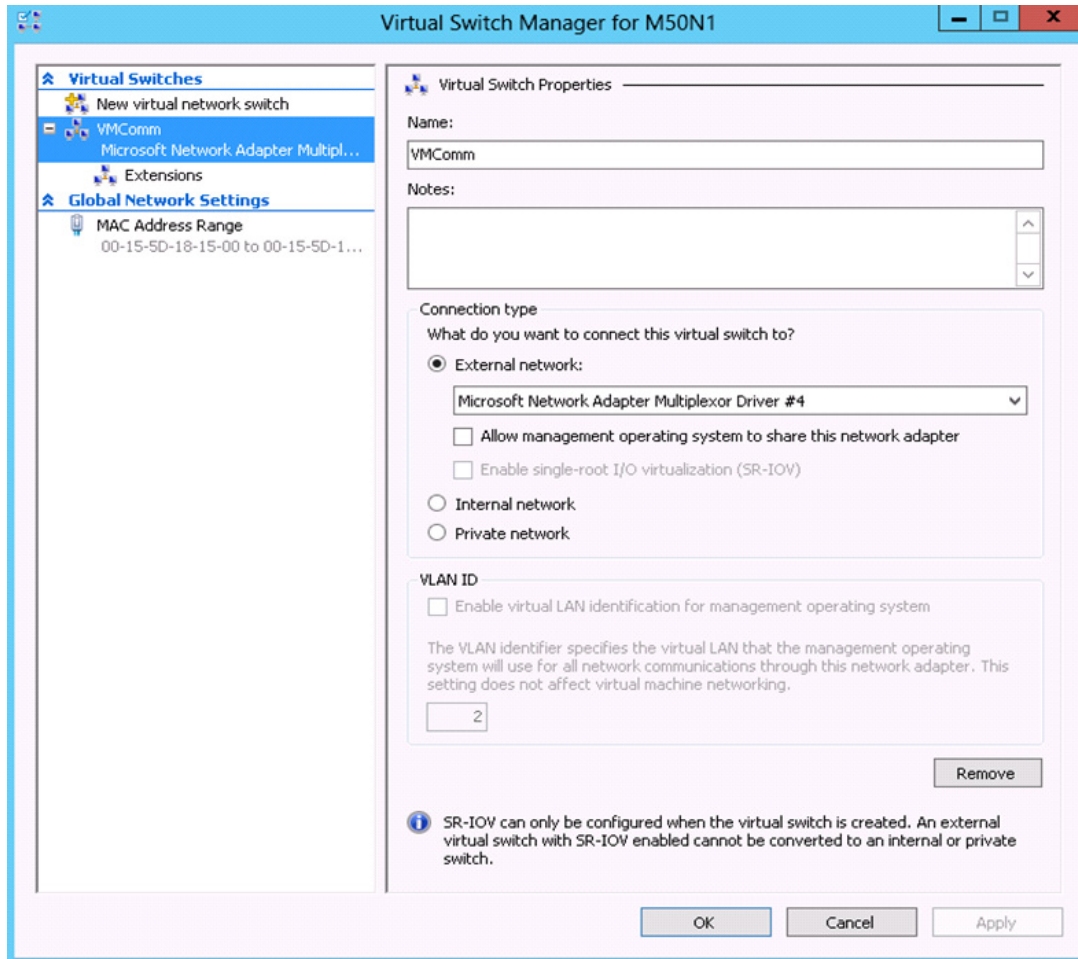 Virtual Switch Manager for M50N1
Virtual Switches
New virtual network switch
VMComm
Microsoft Network Adapter Multipl...
Extensions
Global Network Settings
MAC Address Range
00-15-5D-18-15-00 to 00-15-5D-1...
Virtual Switch Properties
Name:
VMComm
Notes:
Connection type
What do you want to connect this virtual switch to?
External network:
Microsoft Network Adapter Multiplexor Driver #4
Allow management operating system to share this network adapter
Enable single-root I/O virtualization (SR-IOV)
Internal network
Private network
VLAN ID
Enable virtual LAN identification for management operating system
The VLAN identifier specifies the virtual LAN that the management operating
system will use for all network communications through this network adapter. This
setting does not affect virtual machine networking.
2
Remove
SR-IOV can only be configured when the virtual switch is created. An external
virtual switch with SR-IOV enabled cannot be converted to an internal or private
switch.
OK
Cancel
Apply